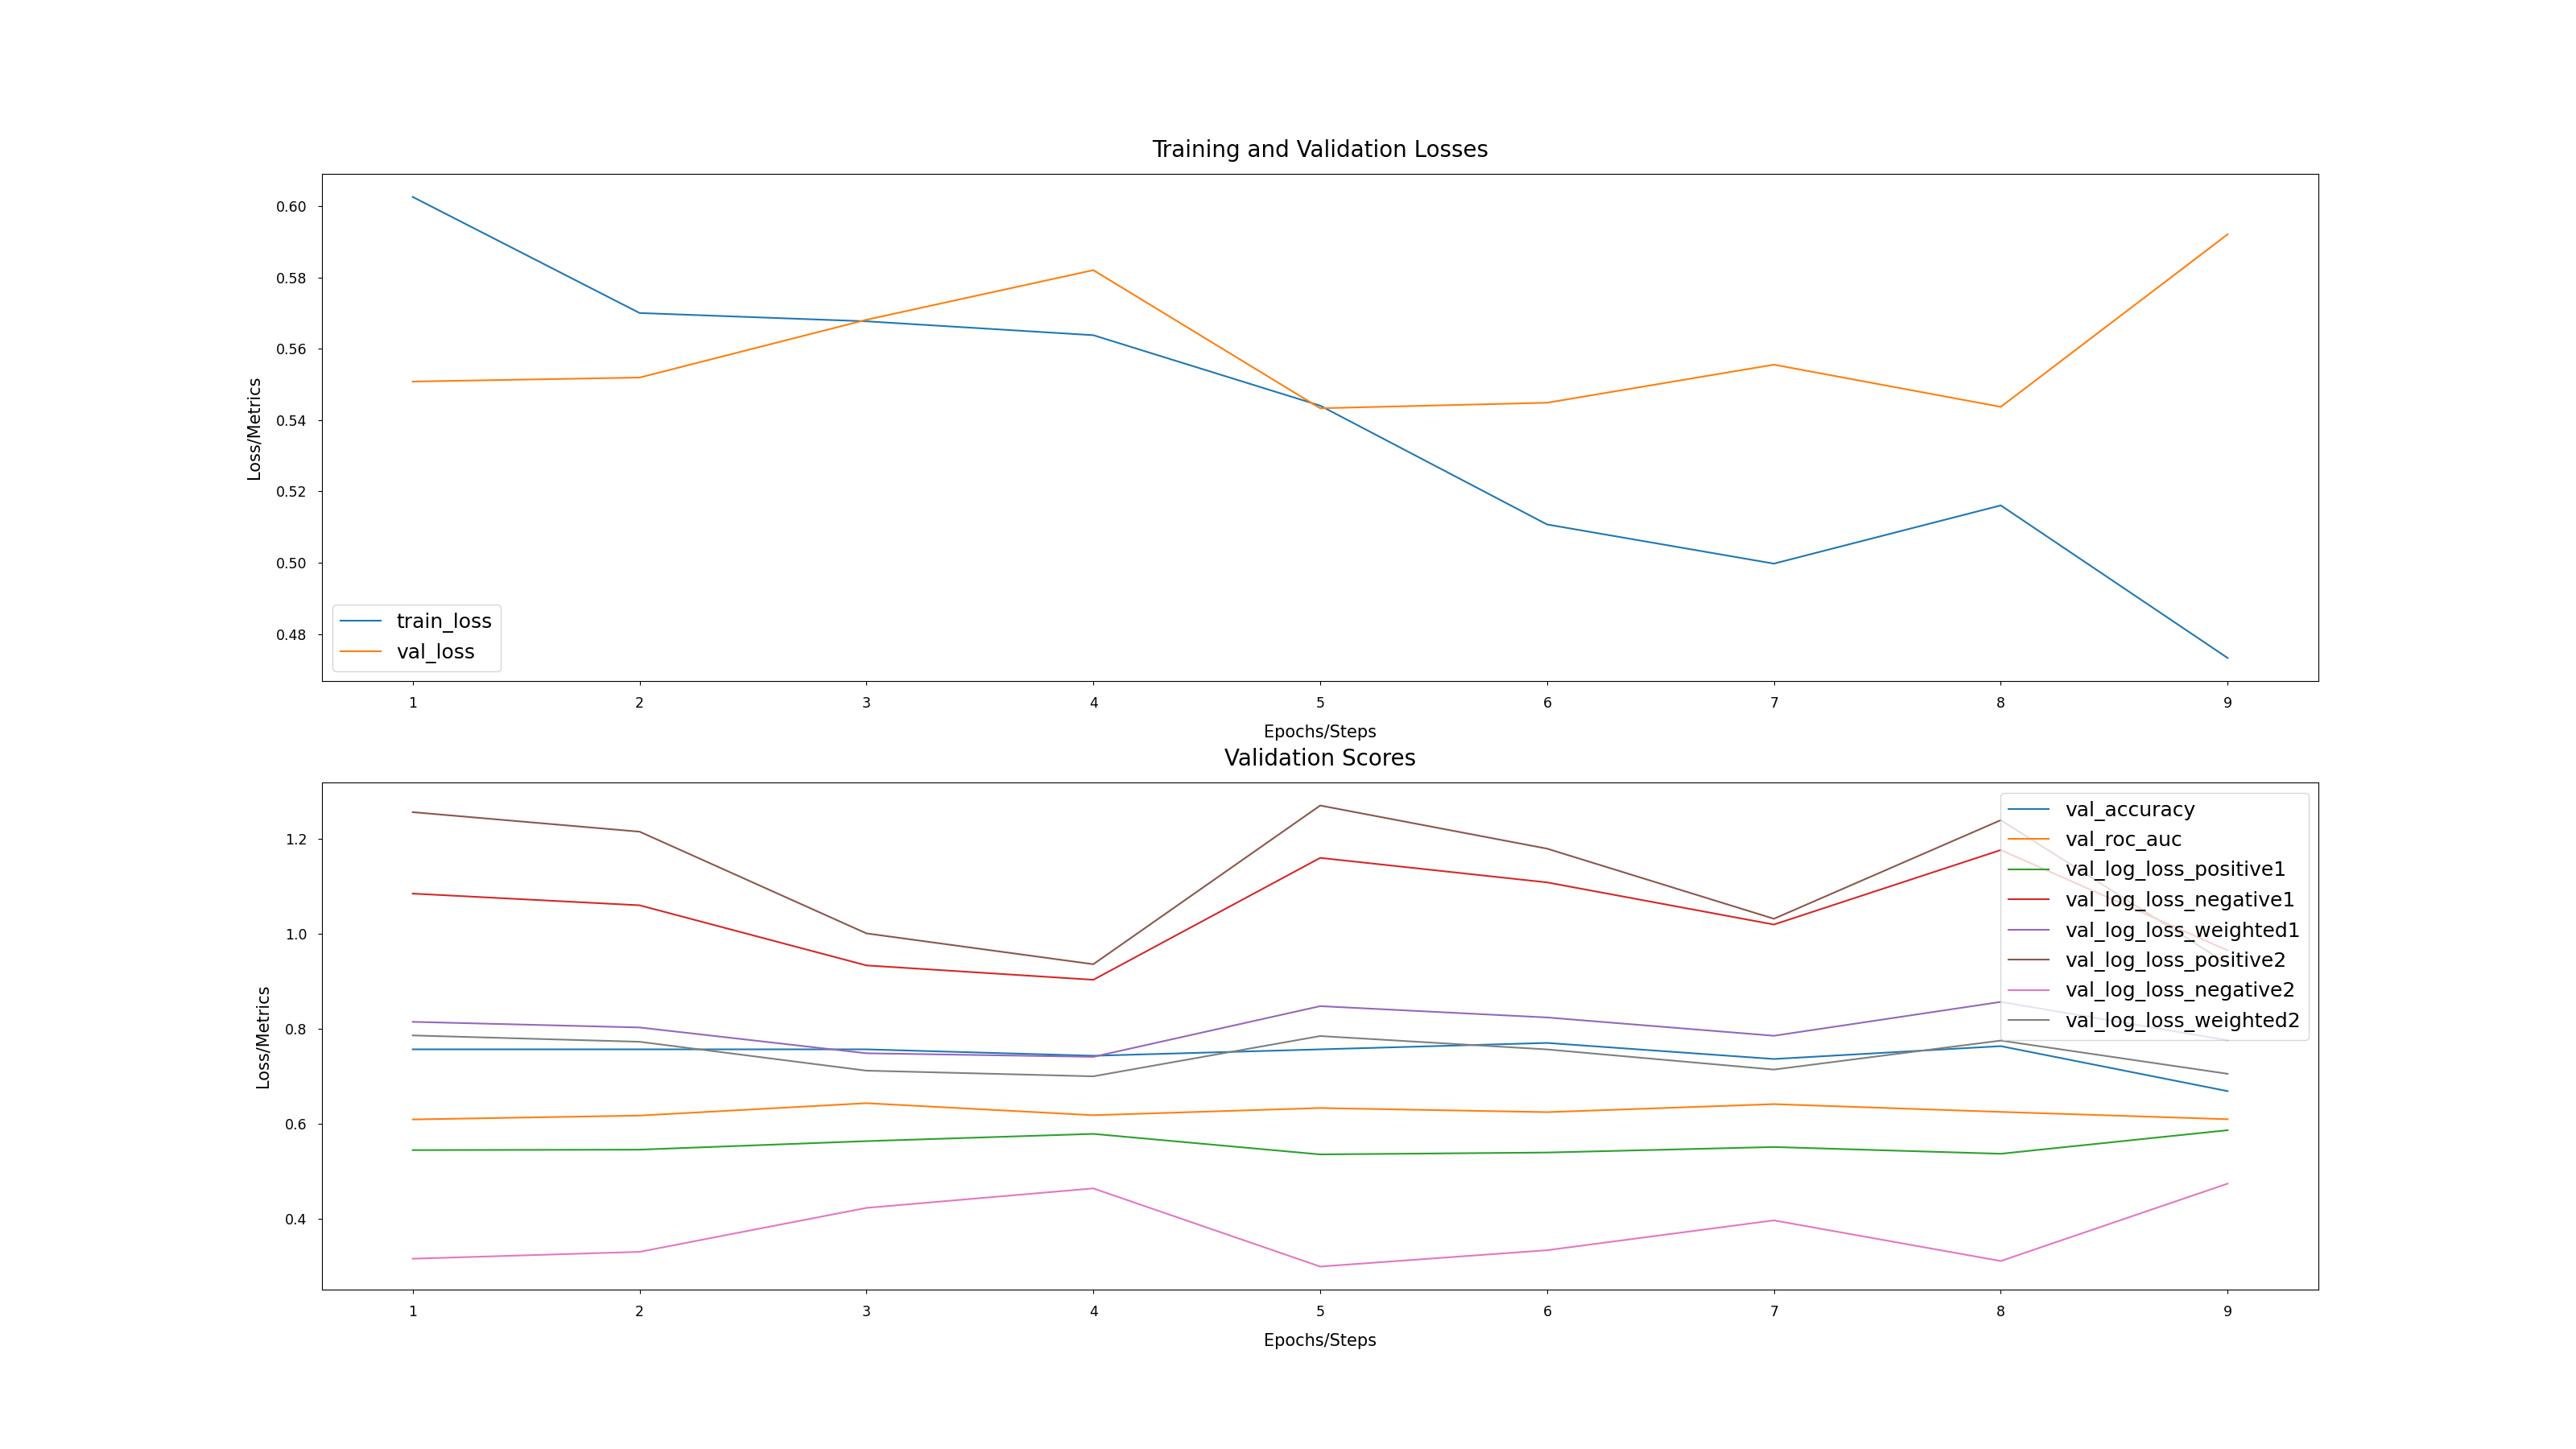 Training and Validation Losses
Loss/Metrics
0.60
0.58
0.56
0.54
0.52
0.50
0.48
train_loss
val_loss
1 2 3 4 5 6 7 8 9
Epochs/Steps
Validation Scores
Loss/Metrics
1.2
1.0
0.8
0.6
0.4
val_accuracy
val_roc_auc
val_log_loss_positive1
val_log_loss_negative1
val_log_loss_weighted1
val_log_loss_positive2
val_log_loss_negative2
val_log_loss_weighted2
1 2 3 4 5 6 7 8 9
Epochs/Steps